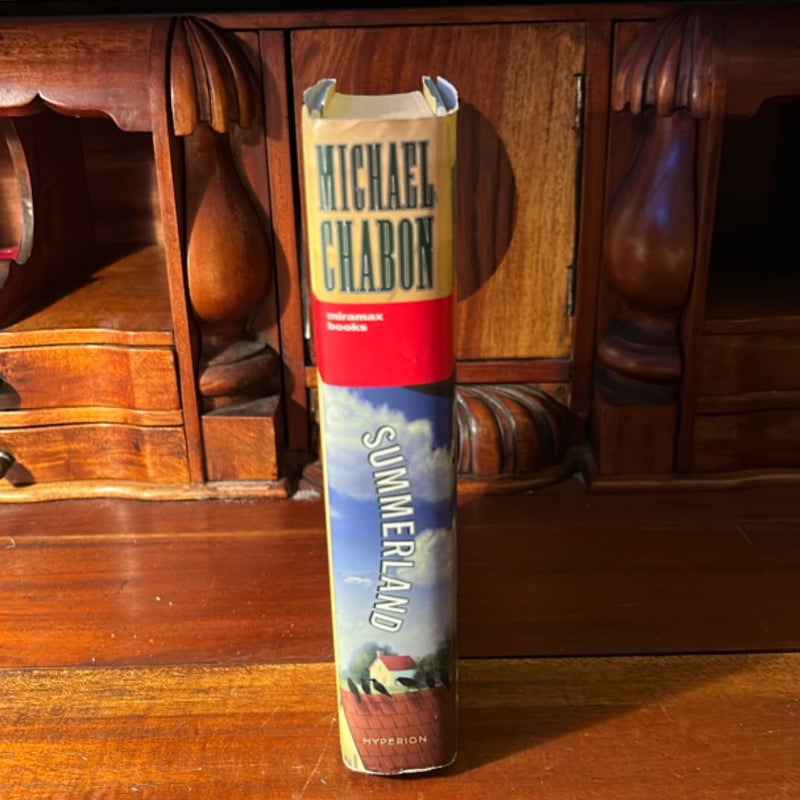 MICHAEL
CHABON
miramax
books
SUMMERLAND
HYPERION